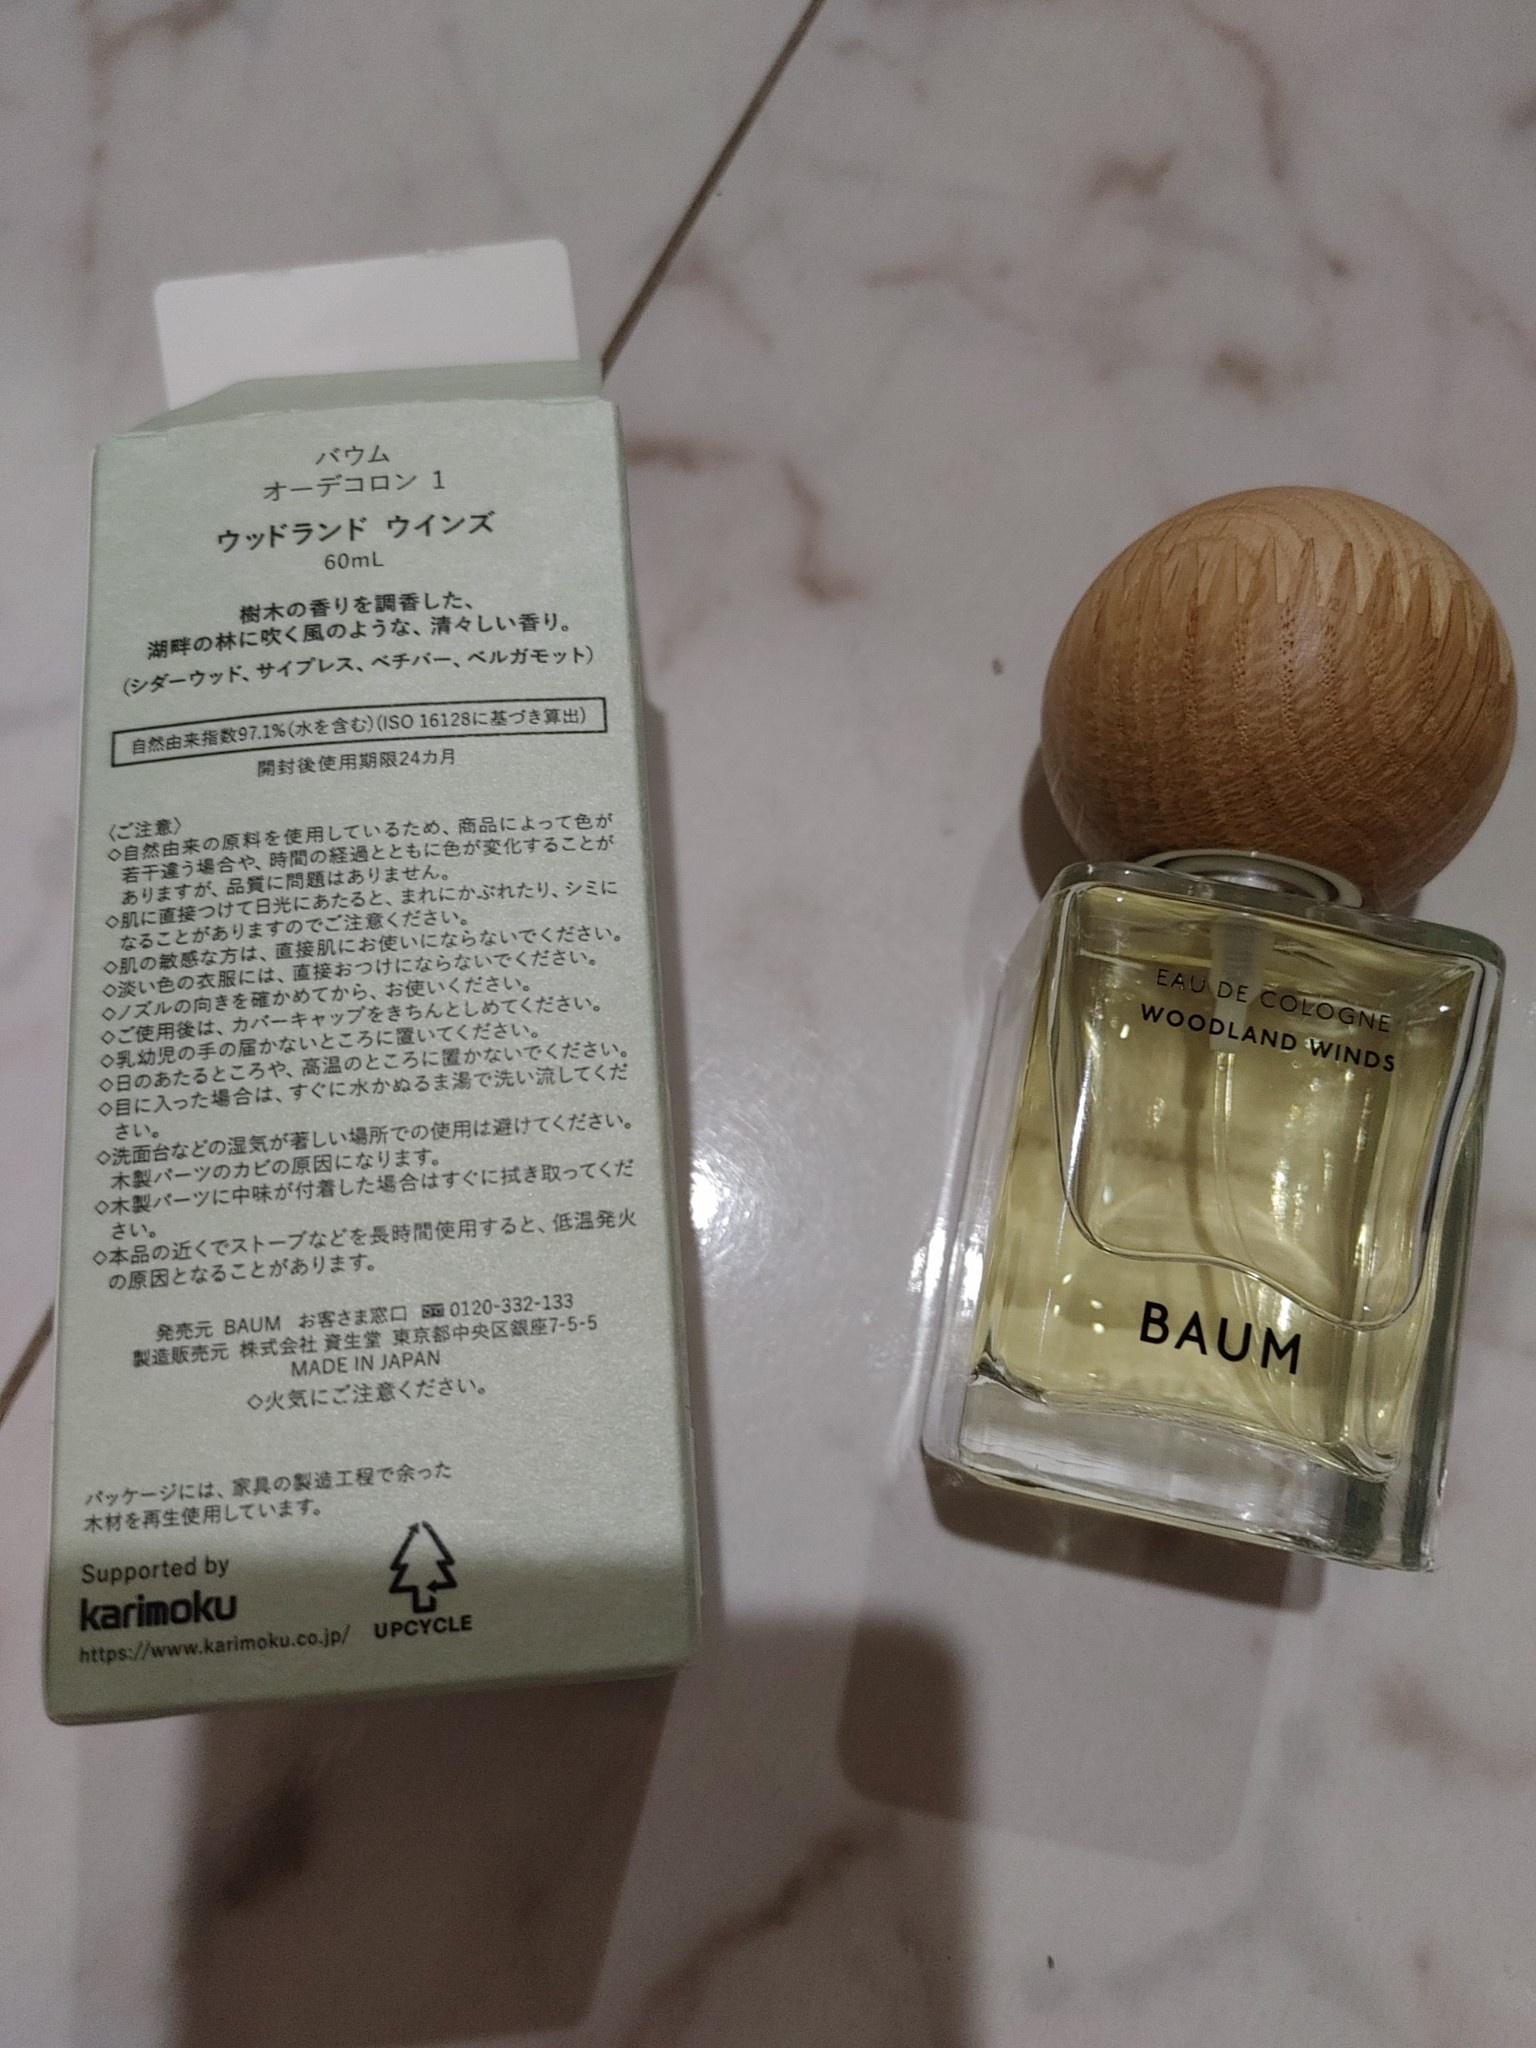 バウム
オーデコロン 1
ウッドランド ウインズ
60mL
樹木の香りを調香した、
湖畔の林に吹く風のような、清々しい香り。
(シダーウッド、サイプレス、ベチバー、ベルガモット)
自然由来指数97.1%(水を含む)(ISO 16128に基づき算出)
開封後使用期限24カ月
〈ご注意〉
◇自然由来の原料を使用しているため、商品によって色が
若干違う場合や、時間の経過とともに色が変化することが
ありますが、品質に問題はありません。
◇肌に直接つけて日光にあたると、まれにかぶれたり、シミに
なることがありますのでご注意ください。
◇肌の敏感な方は、直接肌にお使いにならないでください。
◇淡い色の衣服には、直接おつけにならないでください。
◇ノズルの向きを確かめてから、お使いください。
◇ご使用後は、カバーキャップをきちんとしめてください。
◇乳幼児の手の届かないところに置いてください。
◇日のあたるところや、高温のところに置かないでください。
◇目に入った場合は、すぐに水かぬるま湯で洗い流してくだ
さい。
◇洗面台などの湿気が著しい場所での使用は避けてください。
木製パーツのカビの原因になります。
◇木製パーツに中味が付着した場合はすぐに拭き取ってくだ
さい。
◇本品の近くでストーブなどを長時間使用すると、低温発火
の原因となることがあります。
発売元 BAUM お客さま窓口 0120-332-133
製造販売元 株式会社 資生堂 東京都中央区銀座7-5-5
MADE IN JAPAN
◇火気にご注意ください。
パッケージには、家具の製造工程で余った
木材を再生使用しています。
Supported by
karimoku
https://www.karimoku.co.jp/
UPCYCLE
EAU DE COLOGNE
WOODLAND WINDS
BAUM